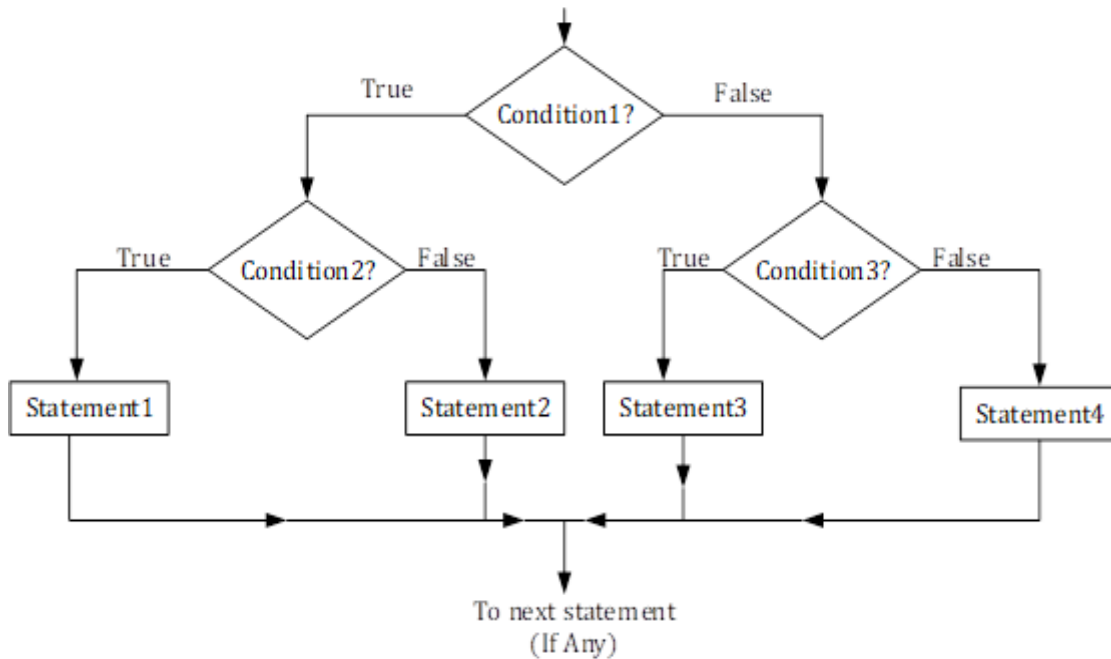 True
False
Condition1?
True
Condition2?
False
True
Condition3?
False
Statement1
Statement2
Statement3
Statement4
To next statement
(If Any)